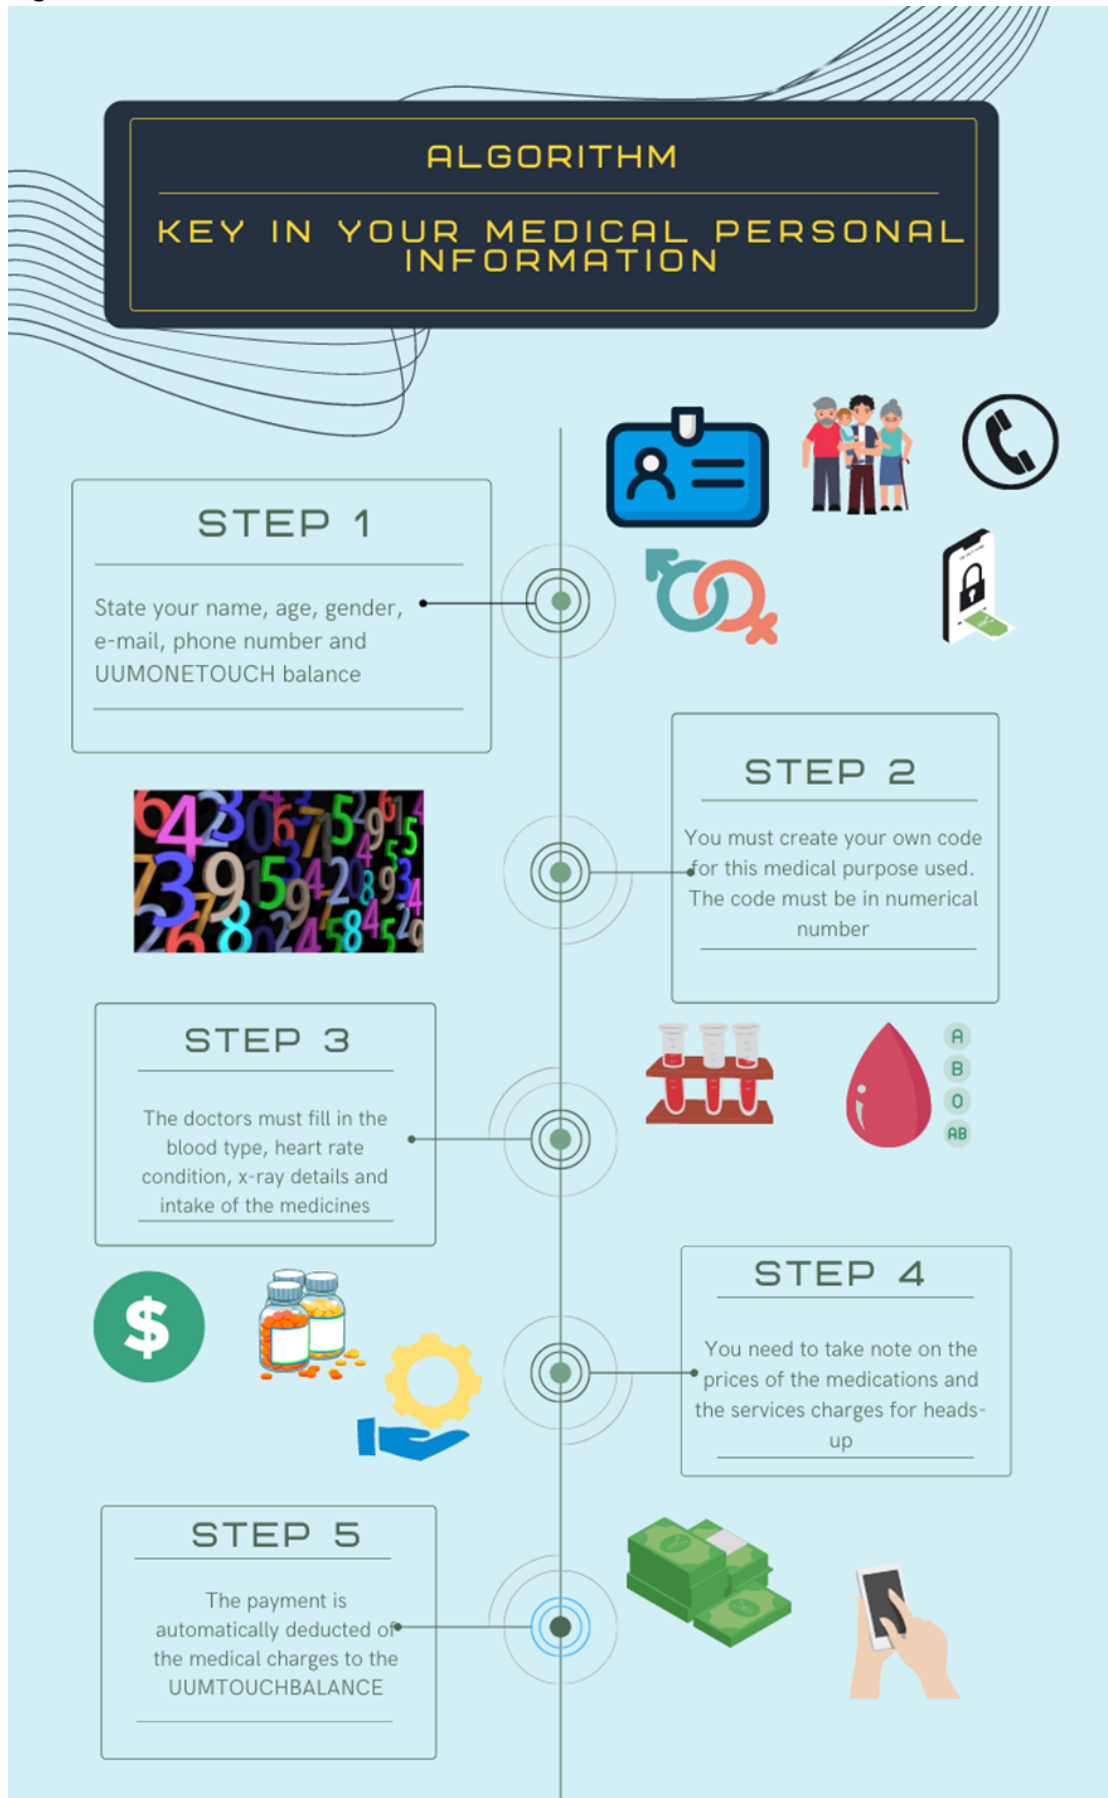 ALGORITHM
KEY IN YOUR MEDICAL PERSONAL
INFORMATION
STEP 1
State your name, age, gender,
e-mail, phone number and
UUMONETOUCH balance
STEP 2
You must create your own code
for this medical purpose used.
The code must be in numerical
number
STEP 3
The doctors must fill in the
blood type, heart rate
condition, x-ray details and
intake of the medicines
A
B
O
AB
STEP 4
You need to take note on the
prices of the medications and
the services charges for heads-
up
$
STEP 5
The payment is
automatically deducted of
the medical charges to the
UUMTOUCHBALANCE